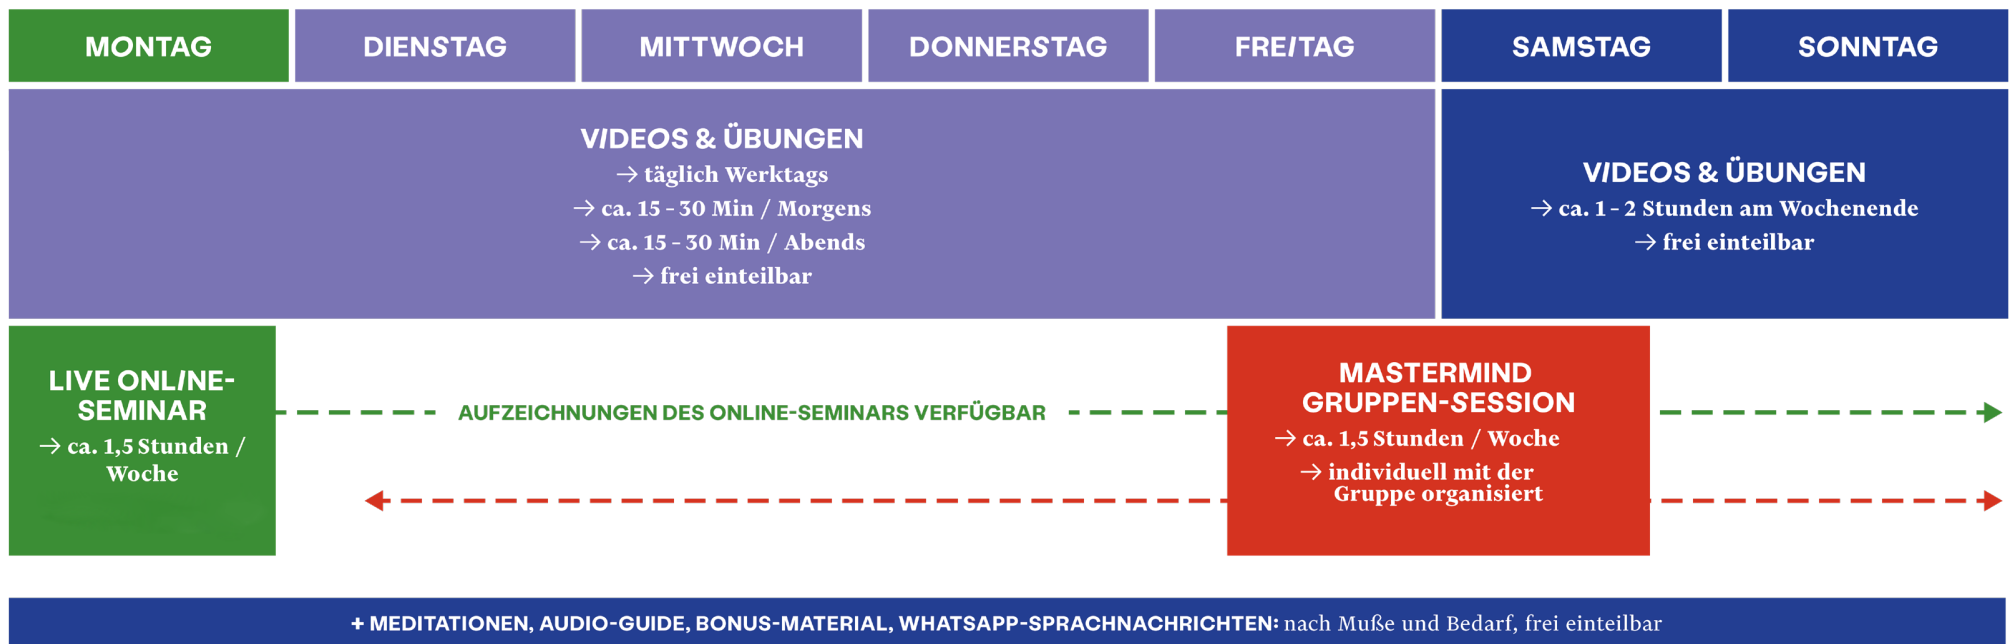 MONTAG
DIENSTAG
MITTWOCH
DONNERSTAG
FREITAG
SAMSTAG
SONNTAG
VIDEOS & ÜBUNGEN
→ täglich Werktags
→ ca. 15 - 30 Min / Morgens
→ ca. 15 - 30 Min / Abends
→ frei einteilbar
VIDEOS & ÜBUNGEN
→ ca. 1 - 2 Stunden am Wochenende
→ frei einteilbar
LIVE ONLINE-
SEMINAR
→ ca. 1,5 Stunden /
Woche
AUFZEICHNUNGEN DES ONLINE-SEMINARS VERFÜGBAR
MASTERMIND
GRUPPEN-SESSION
→ ca. 1,5 Stunden / Woche
→ individuell mit der
Gruppe organisiert
+ MEDITATIONEN, AUDIO-GUIDE, BONUS-MATERIAL, WHATSAPP-SPRACHNACHRICHTEN: nach Muße und Bedarf, frei einteilbar